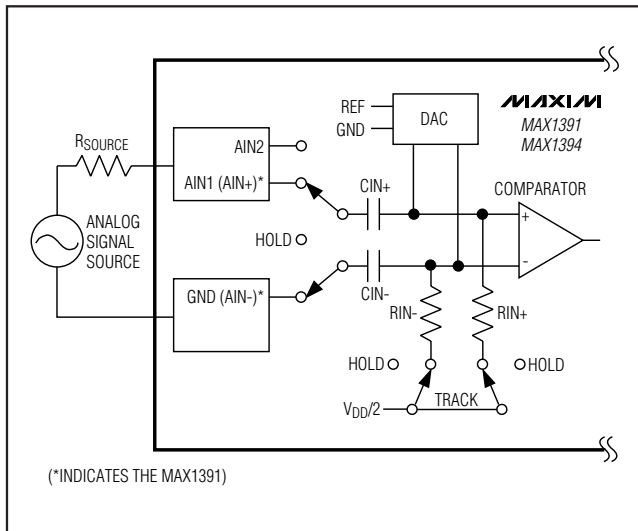 REF
GND
DAC
MAXIM
MAX1391
MAX1394
RSOURCE
AIN2
AIN1 (AIN+)*
CIN+
COMPARATOR
+
-
ANALOG
SIGNAL
SOURCE
HOLD
GND (AIN-)*
CIN-
RIN-
RIN+
HOLD
HOLD
TRACK
VDD/2
(*INDICATES THE MAX1391)